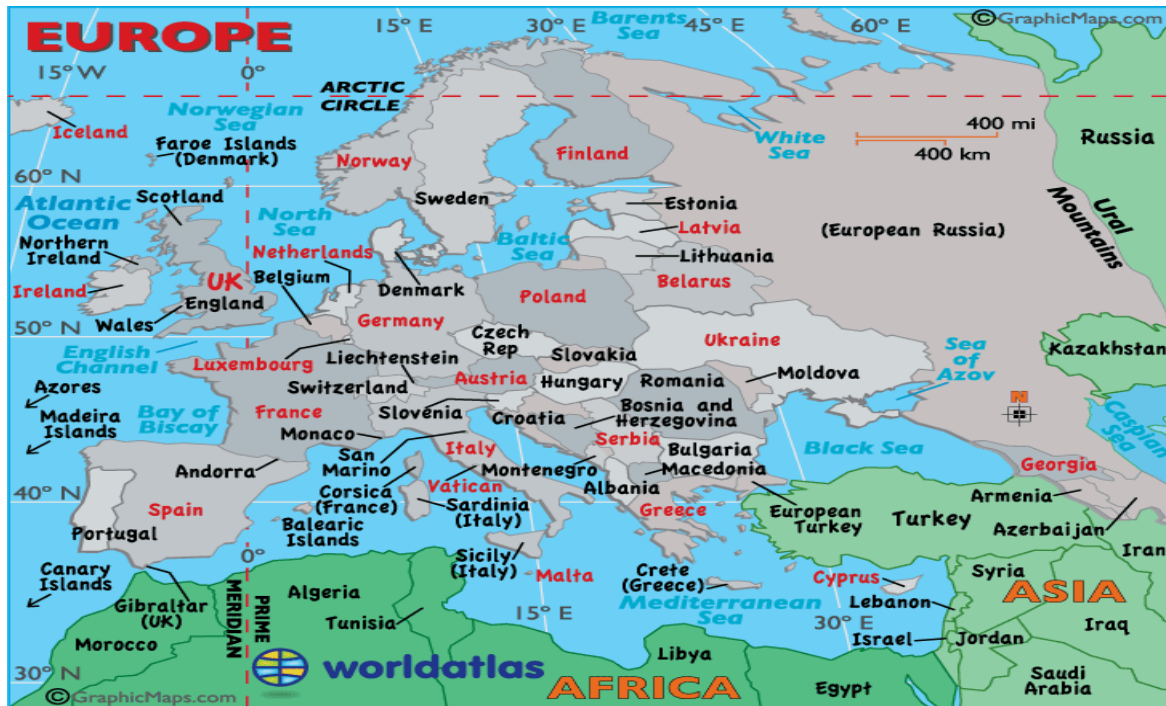 EUROPE
15° W
0°
15° E
30° E
Barents
Sea
45° E
60° E
©GraphicMaps.com
ARCTIC
CIRCLE
Norwegian
Sea
Iceland
Faroe Islands
(Denmark)
White
Sea
400 mi
400 km
Russia
Norway
Finland
60° N
Scotland
Sweden
Estonia
Latvia
Lithuania
Belarus
(European Russia)
Ural
Mountains
Atlantic
Ocean
North
Sea
Baltic
Sea
Northern
Ireland
Netherlands
Belgium
Ireland
UK
England
Wales
Denmark
Poland
Germany
50° N
English
Channel
Luxembourg
Liechtenstein
Czech
Rep
Slovakia
Ukraine
Sea
of
Azov
Kazakhstan
Switzerland
Austria
Hungary
Romania
Moldova
Azores
Madeira
Islands
Bay of
Biscay
France
Slovenia
Croatia
Bosnia and
Herzegovina
N
Caspian
Sea
Monaco
San
Marino
Italy
Serbia
Bulgaria
Black Sea
Andorra
Montenegro
Macedonia
Georgia
Corsica
(France)
Vatican
Albania
Armenia
40° N
Spain
Portugal
Sardinia
(Italy)
Greece
European
Turkey
Turkey
Azerbaijan
Balearic
Islands
Iran
0°
Sicily
(Italy)
Malta
Crete
(Greece)
Cyprus
Syria
ASIA
Canary
Islands
Gibraltar
(UK)
Algeria
Tunisia
15° E
Mediterranean
Sea
30° E
Lebanon
Israel
Jordan
Iraq
Morocco
PRIME
MERIDIAN
worldatlas
Libya
Egypt
Saudi
Arabia
30° N
AFRICA
©GraphicMaps.com